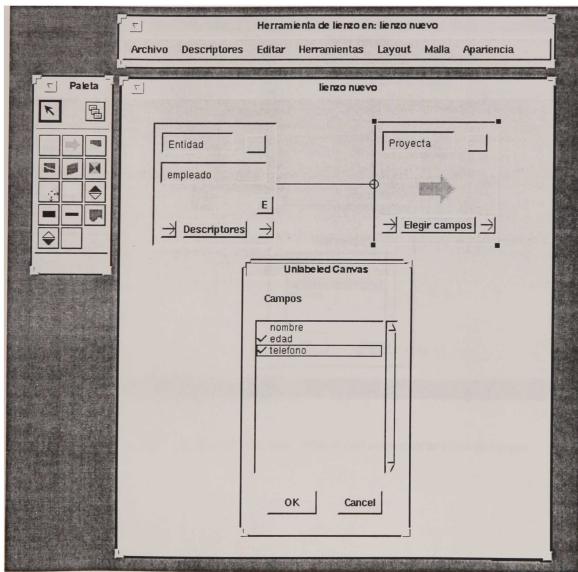 Herramienta de lienzo en: lienzo nuevo
Archivo Descriptores Editar Herramientas Layout Malla Apariencia
Paleta
lienzo nuevo
Entidad
empleado
E
Descriptores
Proyecta
Elegir campos
Unlabeled Canvas
Campos
nombre
edad
telefono
OK Cancel